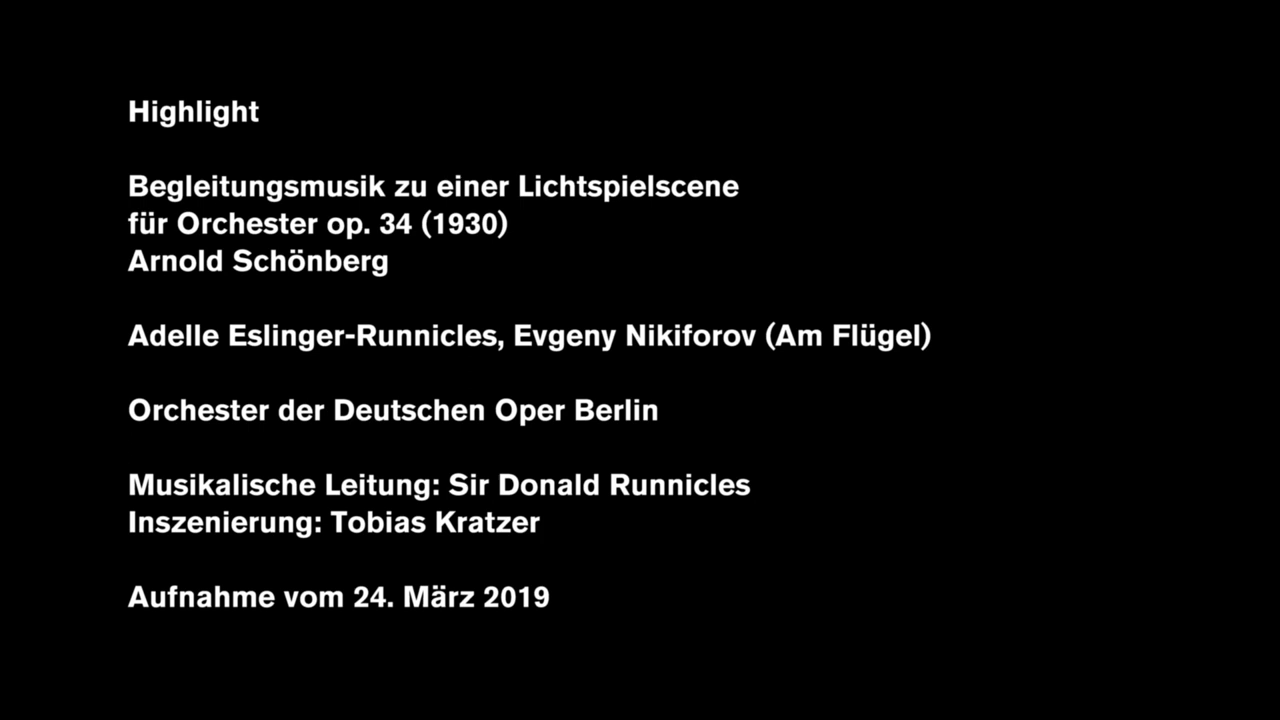 Highlight
Begleitungsmusik zu einer Lichtspielscene
für Orchester op. 34 (1930)
Arnold Schönberg
Adelle Eslinger-Runnicles, Evgeny Nikiforov (Am Flügel)
Orchester der Deutschen Oper Berlin
Musikalische Leitung: Sir Donald Runnicles
Inszenierung: Tobias Kratzer
Aufnahme vom 24. März 2019